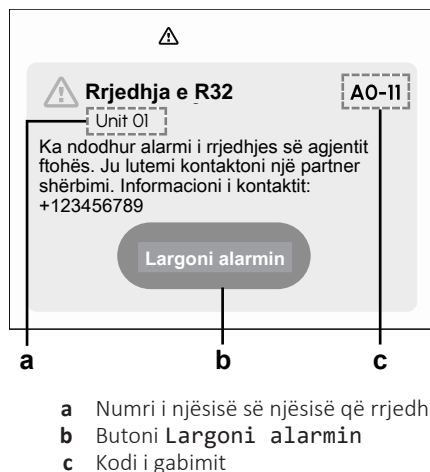 Rrjedhja e R32
A0-11
Unit 01
Ka ndodhur alarmi i rrjedhjes së agjentit
ftohës. Ju lutemi kontaktoni një partner
shërbimi. Informacioni i kontaktit:
+123456789
Largoni alarmin
a b c
a Numri i njësisë së njësisë që rrjedh
b Butoni Largoni alarmin
c Kodi i gabimit